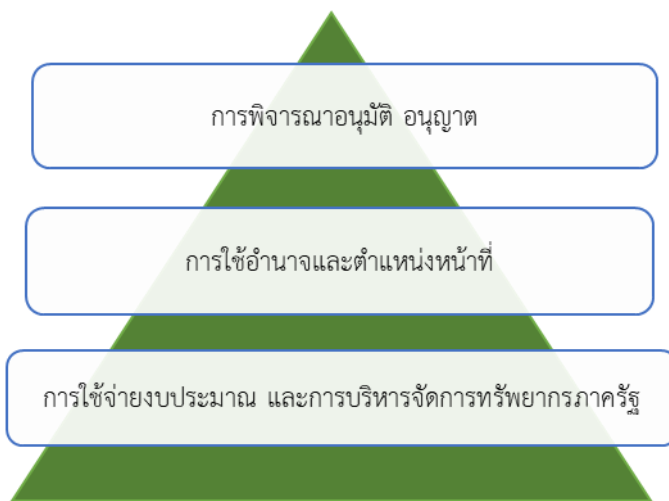 การพิจารณาอนุมัติ อนุญาต
การใช้อำนาจและตำแหน่งหน้าที่
การใช้จ่ายงบประมาณ และการบริหารจัดการทรัพยากรภาครัฐ